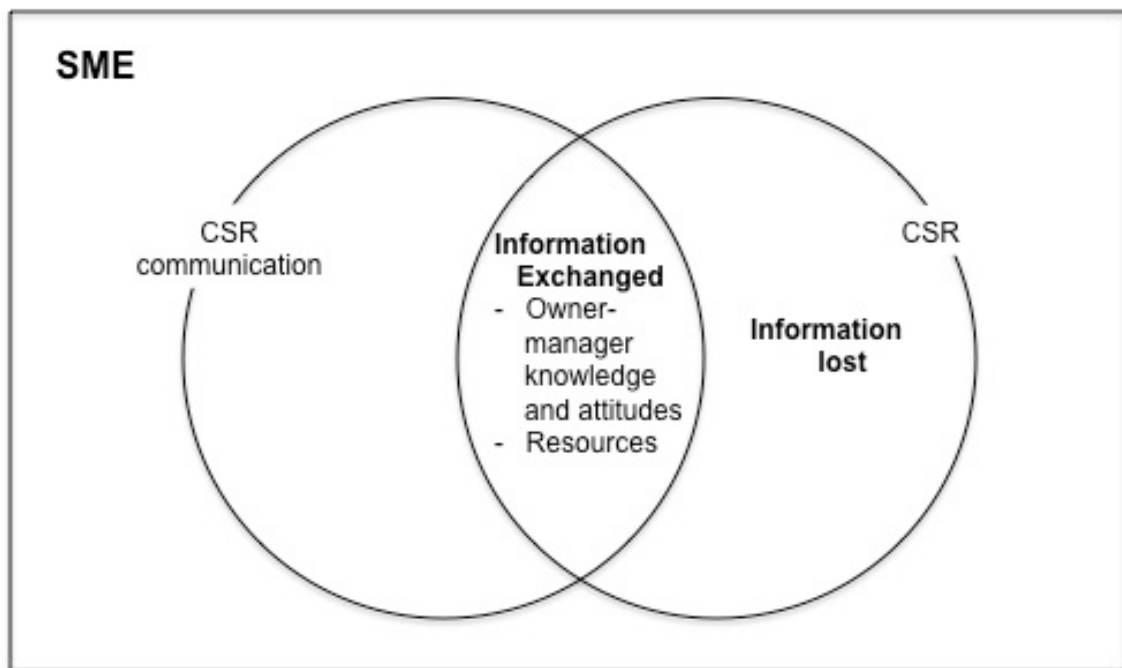 SME
CSR
communication
Information
Exchanged
- Owner-
manager
knowledge
and attitudes
- Resources
CSR
Information
lost